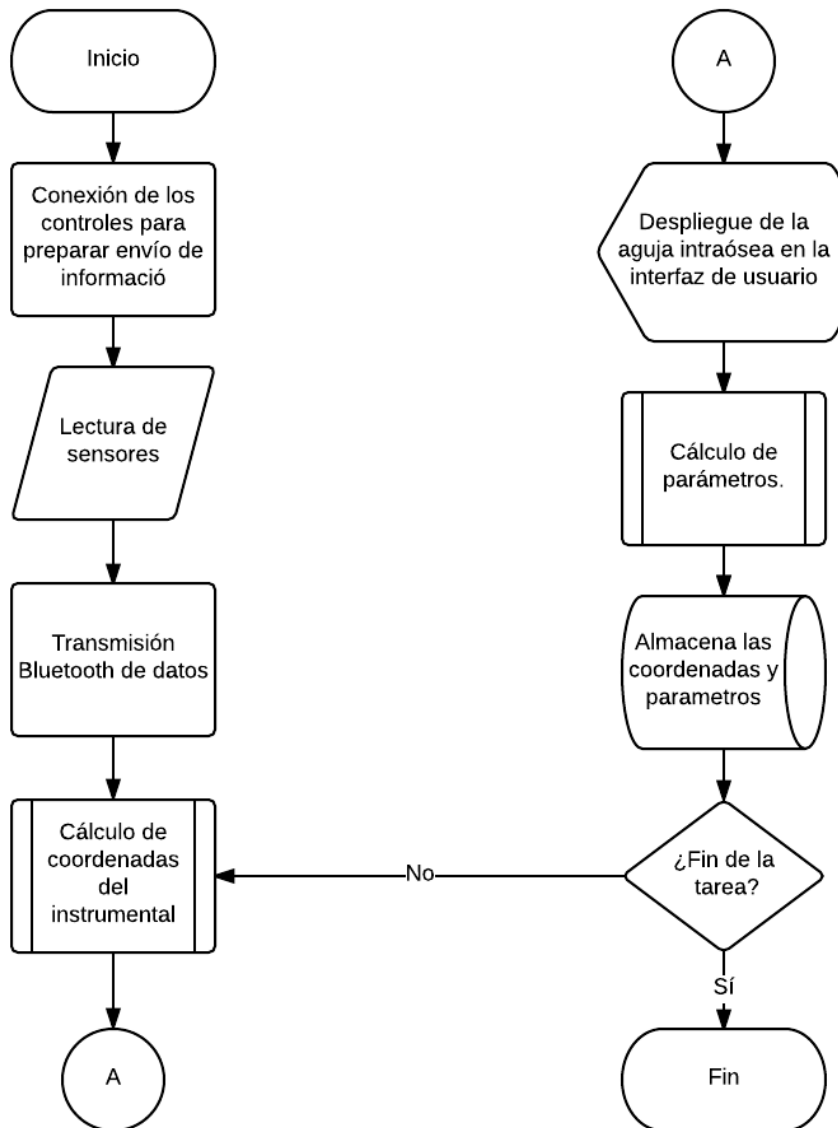 Inicio
Conexión de los
controles para
preparar envío de
informació
Lectura de
sensores
Transmisión
Bluetooth de datos
Cálculo de
coordenadas
del
instrumental
A
A
Despliegue de la
aguja intraósea en la
interfaz de usuario
Cálculo de
parámetros.
Almacena las
coordenadas y
parametros
¿Fin de la
tarea?
No
Sí
Fin